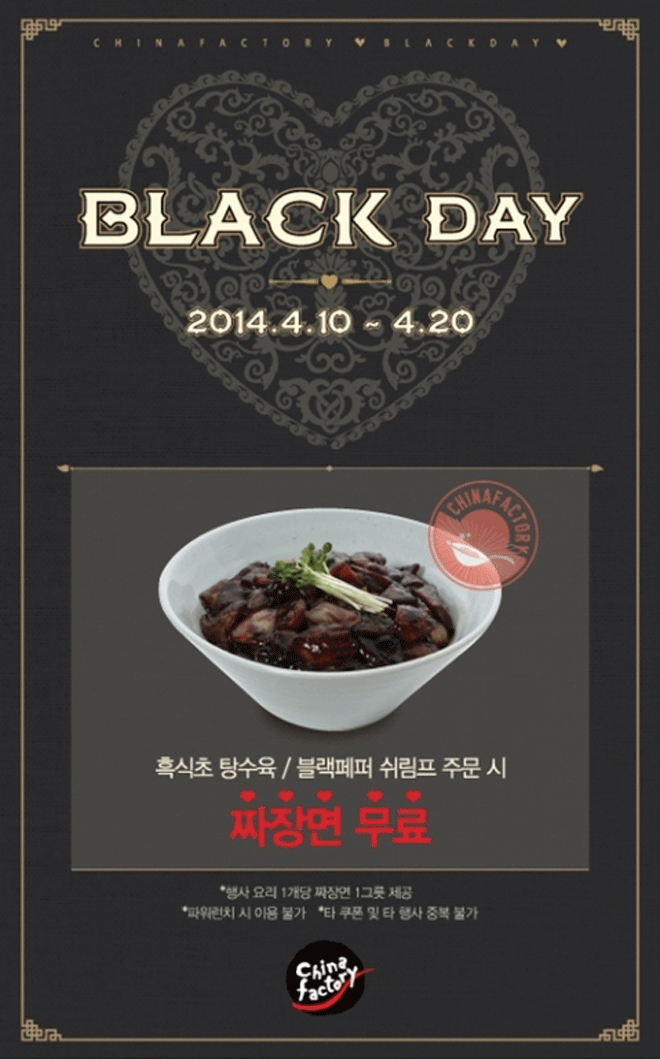 CHINAFACTORY ♥ BLACKDAY ♥
BLACK DAY
2014.4.10 ~ 4.20
CHINAFACTORY
흑식초 탕수육 / 블랙페퍼 쉬림프 주문 시
짜장면 무료
*행사 요리 1개당 짜장면 1그릇 제공
*파워런치 시 이용 불가 *타 쿠폰 및 타 행사 중복 불가
China
factory